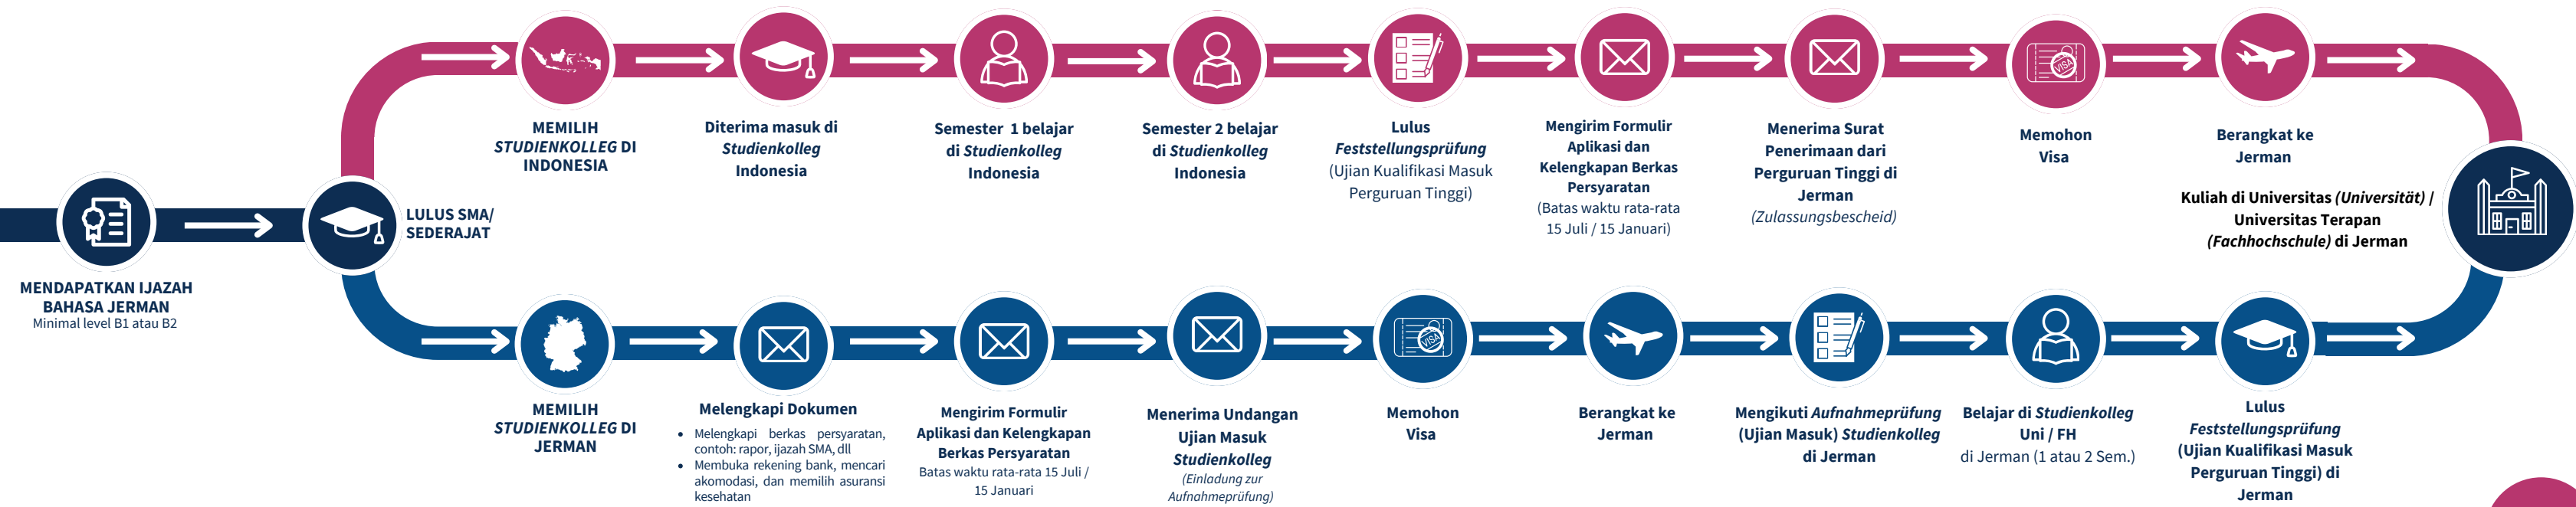 MENDAPATKAN IJAZAH
BAHASA JERMAN
Minimal level B1 atau B2
LULUS SMA/
SEDERAJAT
MEMILIH
STUDIENKOLLEG DI
INDONESIA
Diterima masuk di
Studienkolleg
Indonesia
Semester 1 belajar
di Studienkolleg
Indonesia
Semester 2 belajar
di Studienkolleg
Indonesia
Lulus
Feststellungsprüfung
(Ujian Kualifikasi Masuk
Perguruan Tinggi)
Mengirim Formulir
Aplikasi dan
Kelengkapan Berkas
Persyaratan
(Batas waktu rata-rata
15 Juli / 15 Januari)
Menerima Surat
Penerimaan dari
Perguruan Tinggi di
Jerman
(Zulassungsbescheid)
VISA
Memohon
Visa
Berangkat ke
Jerman
Kuliah di Universitas (Universität) /
Universitas Terapan
(Fachhochschule) di Jerman
MEMILIH
STUDIENKOLLEG DI
JERMAN
Melengkapi Dokumen
• Melengkapi berkas persyaratan,
contoh: rapor, ijazah SMA, dll
• Membuka rekening bank, mencari
akomodasi, dan memilih asuransi
kesehatan
Mengirim Formulir
Aplikasi dan Kelengkapan
Berkas Persyaratan
Batas waktu rata-rata 15 Juli /
15 Januari
Menerima Undangan
Ujian Masuk
Studienkolleg
(Einladung zur
Aufnahmeprüfung)
VISA
Memohon
Visa
Berangkat ke
Jerman
Mengikuti Aufnahmeprüfung
(Ujian Masuk) Studienkolleg
di Jerman
Belajar di Studienkolleg
Uni / FH
di Jerman (1 atau 2 Sem.)
Lulus
Feststellungsprüfung
(Ujian Kualifikasi Masuk
Perguruan Tinggi) di
Jerman